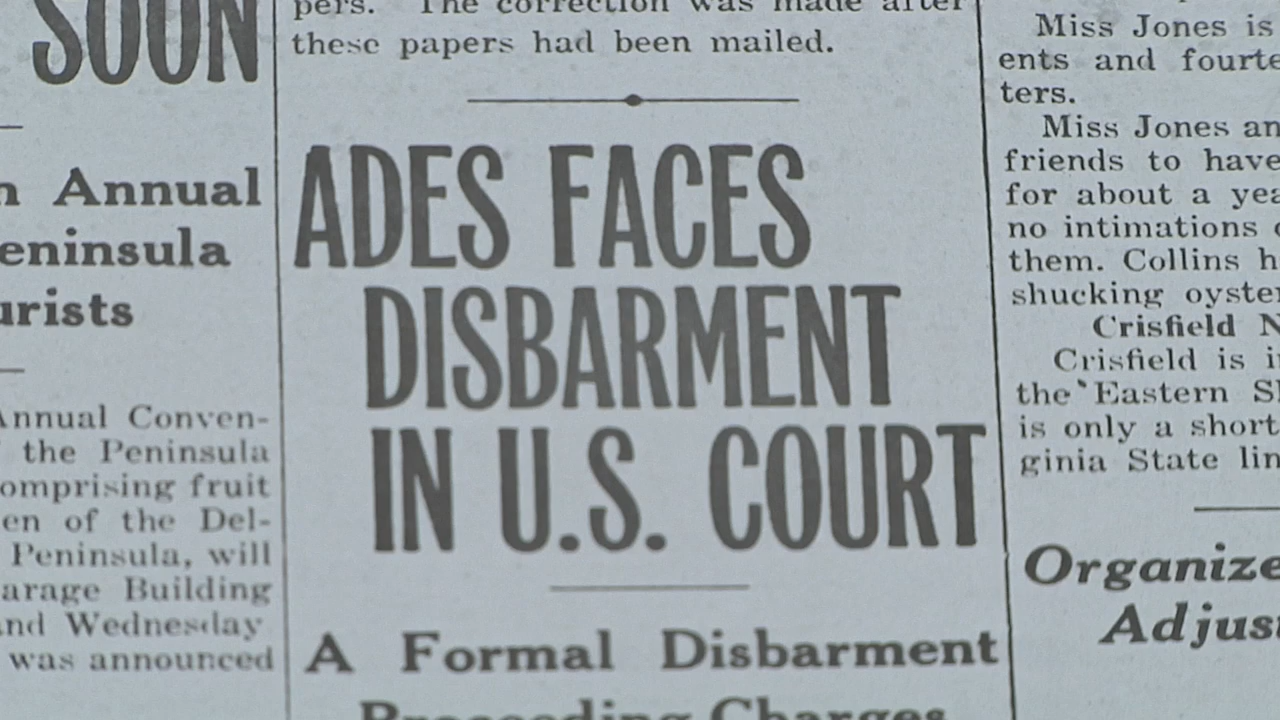 SOON
Annual
eninsula
urists
Annual Conven-
the Peninsula
omprising fruit
en of the Del-
Peninsula, will
arage Building
and Wednesday
was announced
pers. The correction was made after
these papers had been mailed.
ADES FACES
DISBARMENT
IN U.S. COURT
A Formal Disbarment
Proceeding Charges
Miss Jones is
ents and fourte
ters.
Miss Jones an
friends to have
for about a yea
no intimations
them. Collins h
shucking oyster
Crisfield N
Crisfield is i
the Eastern S
is only a short
ginia State lin
Organize
Adjus